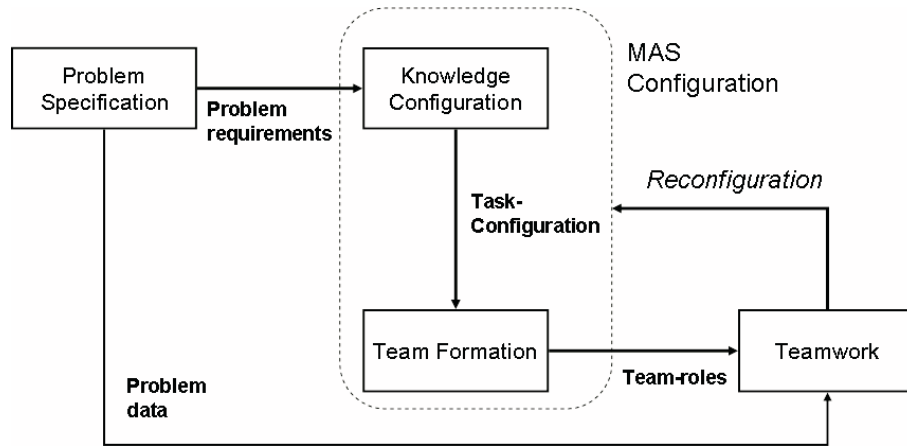 Problem
Specification
Problem
requirements
Knowledge
Configuration
MAS
Configuration
Task-
Configuration
Reconfiguration
Team Formation
Team-roles
Teamwork
Problem
data